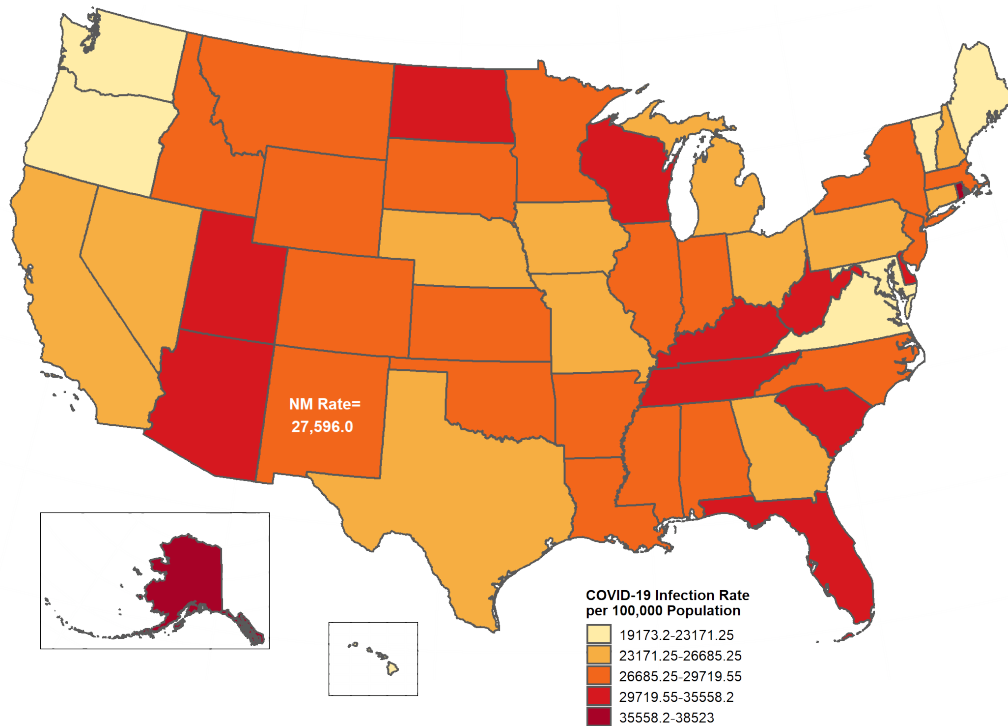 NM Rate=
27,596.0
COVID-19 Infection Rate
per 100,000 Population
19173.2-23171.25
23171.25-26685.25
26685.25-29719.55
29719.55-35558.2
35558.2-38523